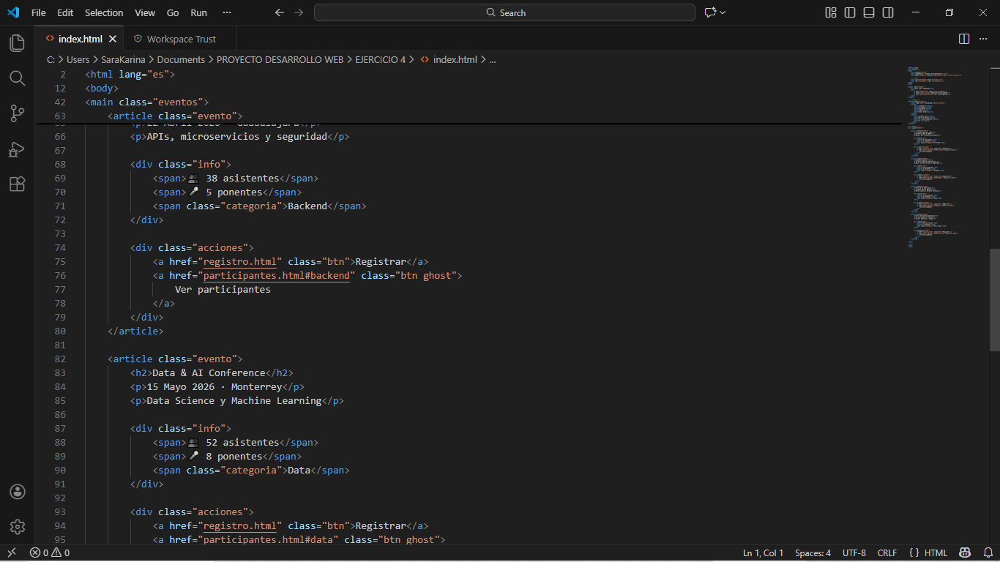 File Edit Selection View Go Run ··· Search
index.html Workspace Trust
C: > Users > SaraKarina > Documents > PROYECTO DESARROLLO WEB > EJERCICIO 4 > <> index.html > ...
2 <html lang="es">
12 <body>
42 <main class="eventos">
63 <article class="evento">
66 <p>APIs, microservicios y seguridad</p>
67
68 <div class="info">
69 <span>👥 38 asistentes</span>
70 <span>🎤 5 ponentes</span>
71 <span class="categoria">Backend</span>
72 </div>
73
74 <div class="acciones">
75 <a href="registro.html" class="btn">Registrar</a>
76 <a href="participantes.html#backend" class="btn ghost">
77 Ver participantes
78 </a>
79 </div>
80 </article>
81
82 <article class="evento">
83 <h2>Data & AI Conference</h2>
84 <p>15 Mayo 2026 · Monterrey</p>
85 <p>Data Science y Machine Learning</p>
86
87 <div class="info">
88 <span>👥 52 asistentes</span>
89 <span>🎤 8 ponentes</span>
90 <span class="categoria">Data</span>
91 </div>
92
93 <div class="acciones">
94 <a href="registro.html" class="btn">Registrar</a>
95 <a href="participantes.html#data" class="btn ghost">
0 0 Ln 1, Col 1 Spaces: 4 UTF-8 CRLF {} HTML